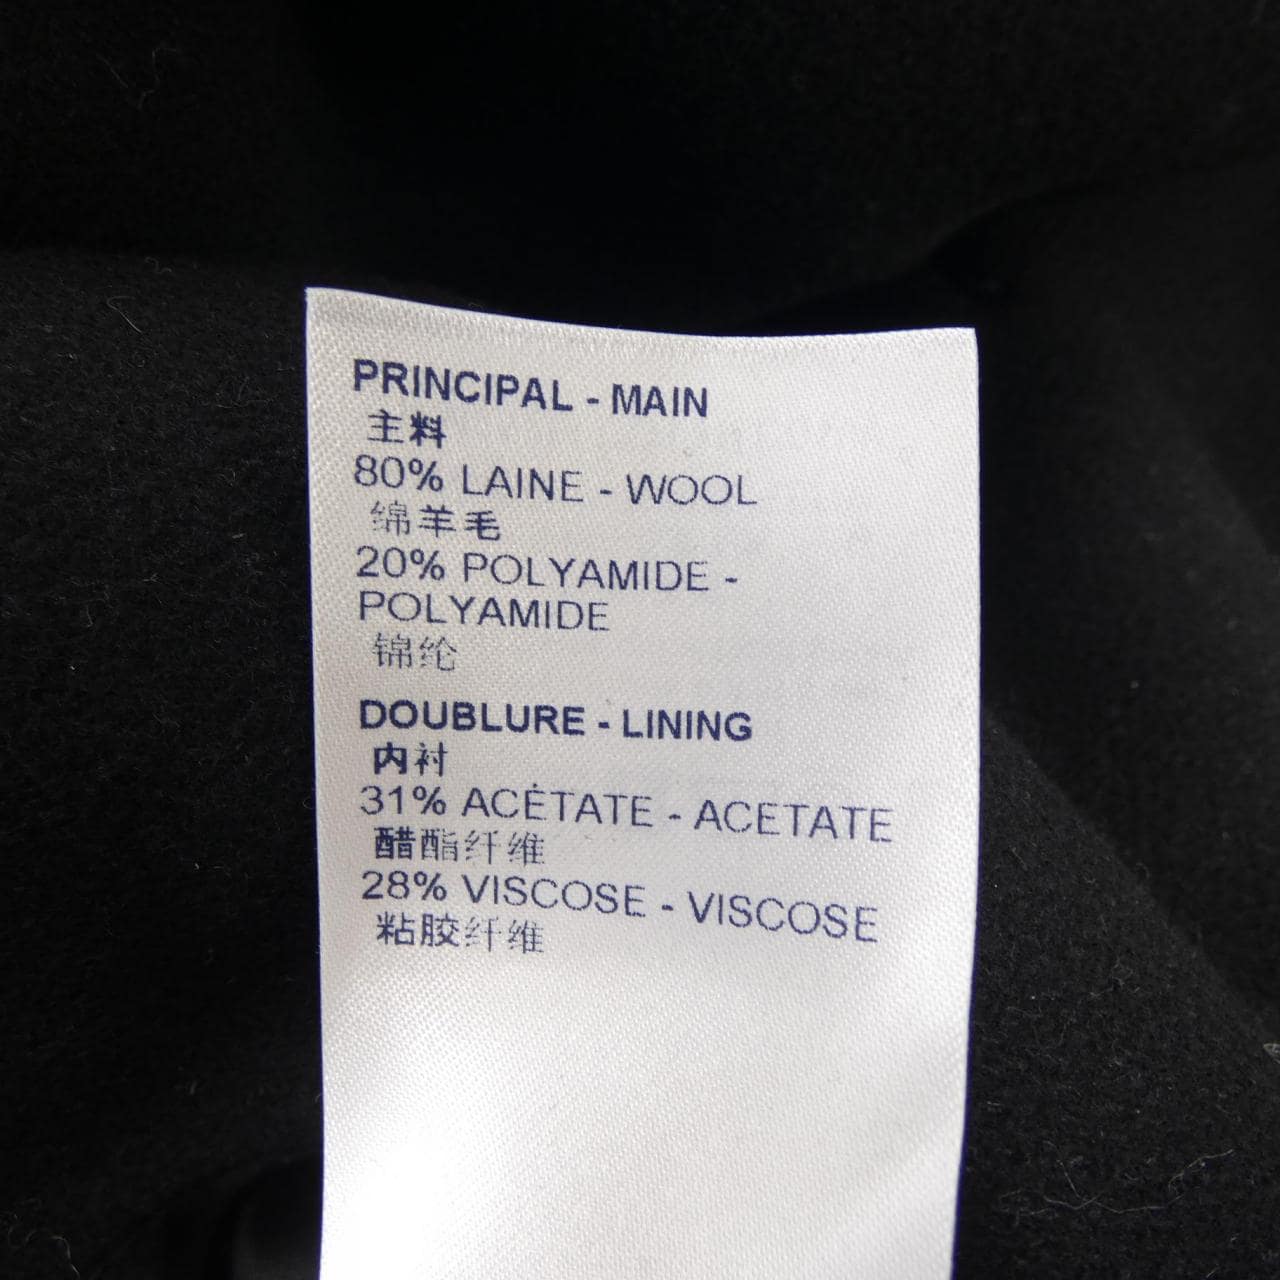 PRINCIPAL - MAIN
主料
80% LAINE - WOOL
绵羊毛
20% POLYAMIDE -
POLYAMIDE
锦纶
DOUBLURE - LINING
内衬
31% ACÉTATE - ACETATE
醋酯纤维
28% VISCOSE - VISCOSE
粘胶纤维